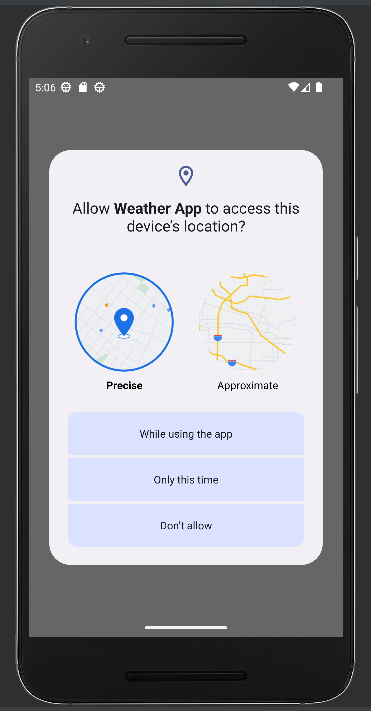 5:06
Allow Weather App to access this
device's location?
Precise
Approximate
While using the app
Only this time
Don't allow